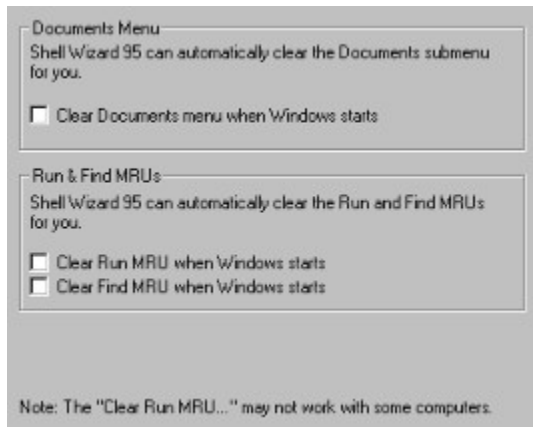 Documents Menu
Shell Wizard 95 can automatically clear the Documents submenu
for you.
Clear Documents menu when Windows starts
Run & Find MRUs
Shell Wizard 95 can automatically clear the Run and Find MRUs
for you.
Clear Run MRU when Windows starts
Clear Find MRU when Windows starts
Note: The "Clear Run MRU..." may not work with some computers.